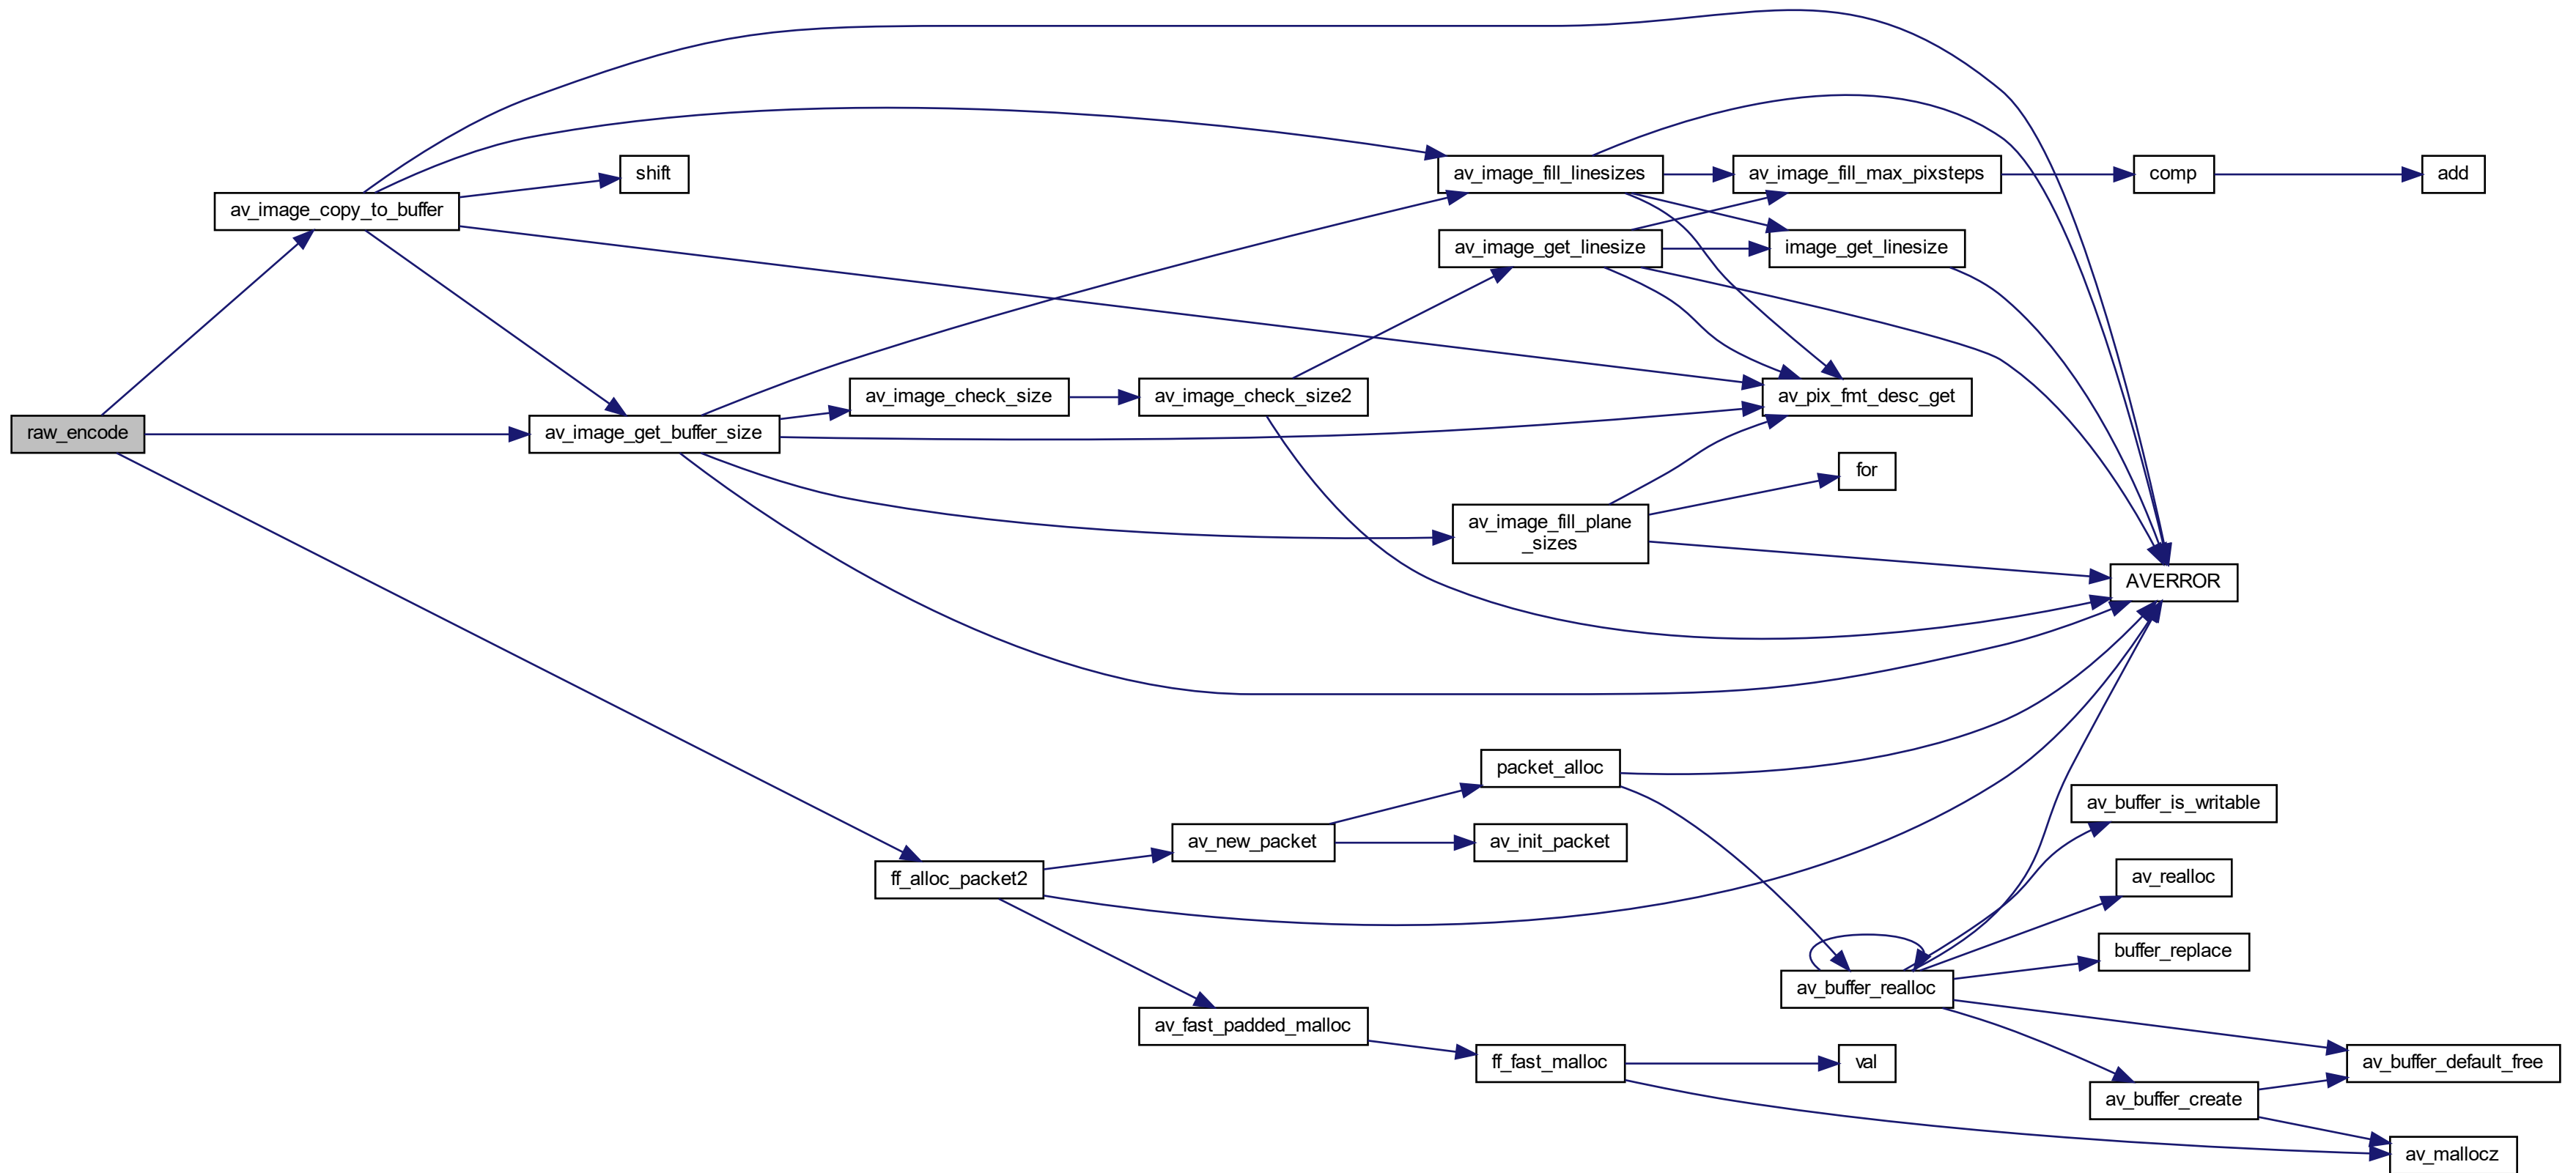 shift
av_image_fill_linesizes
av_image_fill_max_pixsteps
comp
add
av_image_copy_to_buffer
av_image_get_linesize
image_get_linesize
av_image_check_size
av_image_check_size2
av_pix_fmt_desc_get
raw_encode
av_image_get_buffer_size
for
av_image_fill_plane
_sizes
AVERROR
packet_alloc
av_buffer_is_writable
av_new_packet
av_init_packet
ff_alloc_packet2
av_realloc
buffer_replace
av_buffer_realloc
av_fast_padded_malloc
ff_fast_malloc
val
av_buffer_default_free
av_buffer_create
av_mallocz